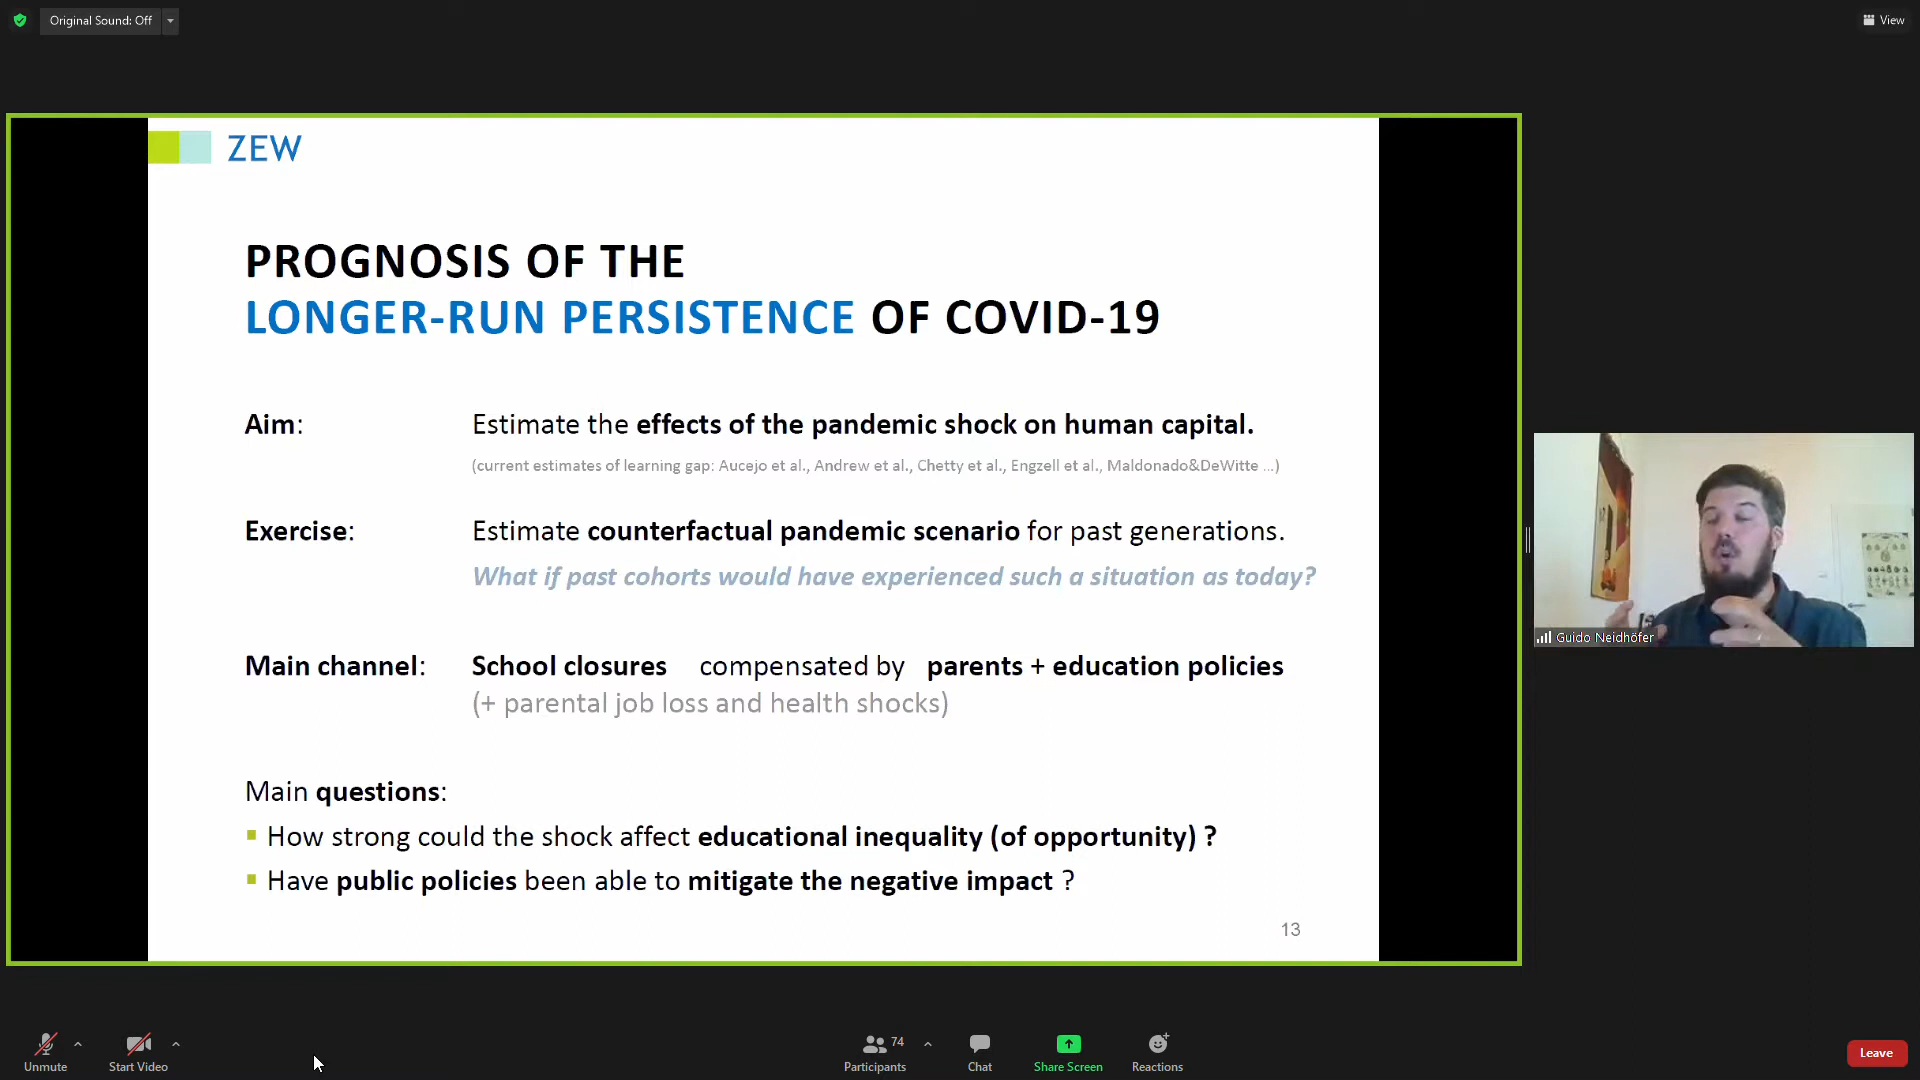 Original Sound: Off
View
ZEW
PROGNOSIS OF THE
LONGER-RUN PERSISTENCE OF COVID-19
Aim: Estimate the effects of the pandemic shock on human capital.
(current estimates of learning gap: Aucejo et al., Andrew et al., Chetty et al., Engzell et al., Maldonado&DeWitte ...)
Exercise: Estimate counterfactual pandemic scenario for past generations.
What if past cohorts would have experienced such a situation as today?
Main channel: School closures compensated by parents + education policies
(+ parental job loss and health shocks)
Main questions:
How strong could the shock affect educational inequality (of opportunity) ?
Have public policies been able to mitigate the negative impact ?
13
Guido Neidhöfer
Unmute
Start Video
74
Participants
Chat
Share Screen
Reactions
Leave